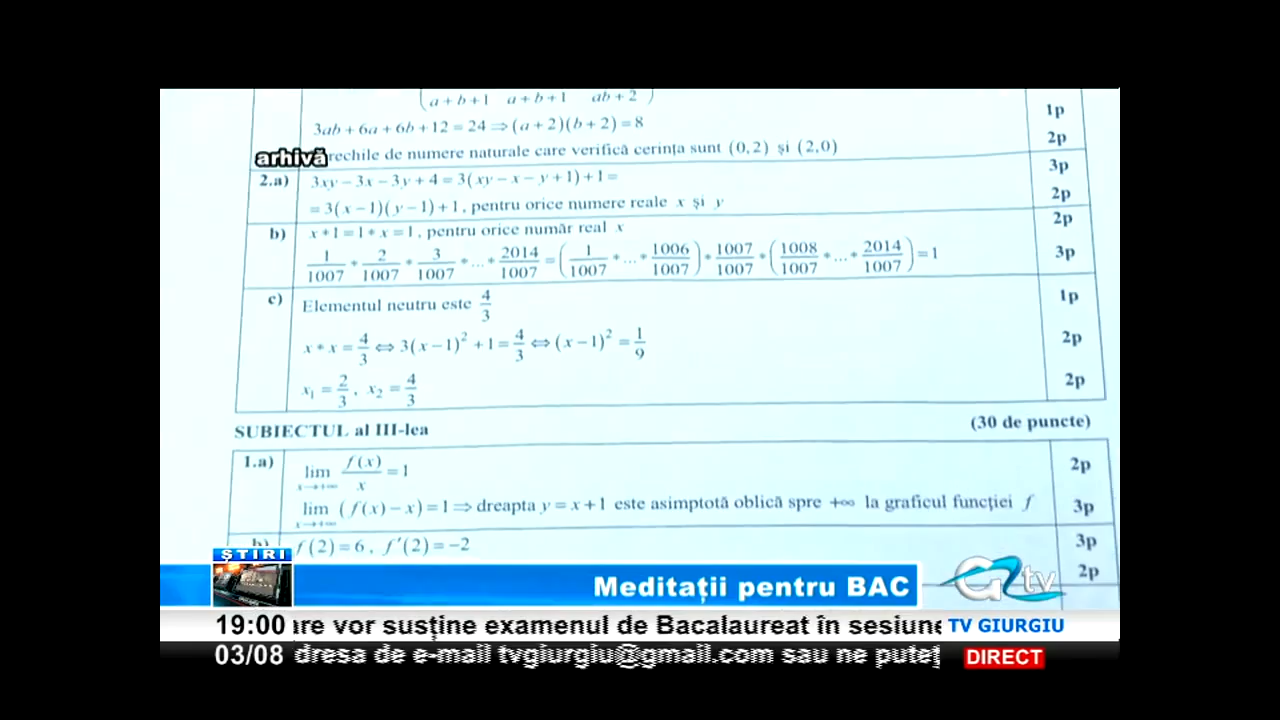 a + b + 1 a + b + 1 ab + 2
3ab + 6a + 6b + 12 = 24 ⇒ (a + 2)(b + 2) = 8
1p
arhivă rechile de numere naturale care verifică cerința sunt (0,2) și (2,0)
2p
2.a) 3xy − 3x − 3y + 4 = 3(xy − x − y + 1) + 1 =
3p
= 3(x − 1)(y − 1) + 1, pentru orice numere reale x și y
2p
b) x * 1 = 1 * x = 1, pentru orice număr real x
2p
1/1007 * 2/1007 * 3/1007 * ... * 2014/1007 = (1/1007 * ... * 1006/1007) * 1007/1007 * (1008/1007 * ... * 2014/1007) = 1
3p
c) Elementul neutru este 4/3
1p
x * x = 4/3 ⇔ 3(x − 1)² + 1 = 4/3 ⇔ (x − 1)² = 1/9
2p
x₁ = 2/3, x₂ = 4/3
2p
SUBIECTUL al III-lea (30 de puncte)
1.a) lim x→+∞ f(x)/x = 1
2p
lim x→+∞ (f(x) − x) = 1 ⇒ dreapta y = x + 1 este asimptotă oblică spre +∞ la graficul funcției f
3p
b) f(2) = 6, f′(2) = −2
3p
2p
ȘTIRI
Meditații pentru BAC
G tv
19:00 are vor susține examenul de Bacalaureat în sesiune TV GIURGIU
03/08 dresa de e-mail tvgiurgiu@gmail.com sau ne puteț DIRECT